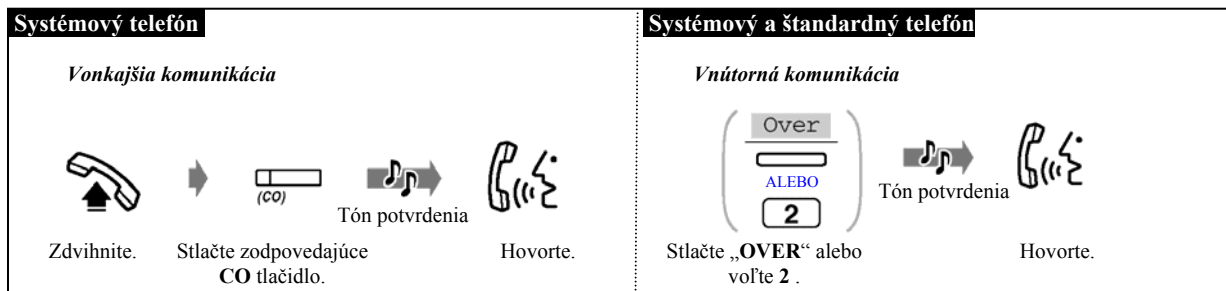 Systémový telefón
Vonkajšia komunikácia
(CO)
Tón potvrdenia
Zdvihnite.
Stlačte zodpovedajúce
CO tlačidlo.
Hovorte.
Systémový a štandardný telefón
Vnútorná komunikácia
Over
ALEBO
2
Tón potvrdenia
Stlačte „OVER“ alebo
voľte 2 .
Hovorte.